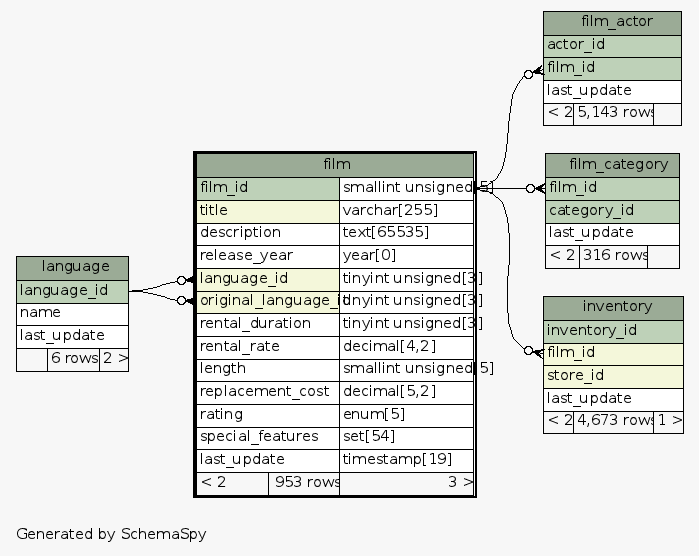 film_actor
actor_id
film_id
last_update
< 2 5,143 rows
film_category
film_id
category_id
last_update
< 2 316 rows
film
film_id smallint unsigned[5]
title varchar[255]
description text[65535]
release_year year[0]
language_id tinyint unsigned[3]
original_language_id tinyint unsigned[3]
rental_duration tinyint unsigned[3]
rental_rate decimal[4,2]
length smallint unsigned[5]
replacement_cost decimal[5,2]
rating enum[5]
special_features set[54]
last_update timestamp[19]
< 2 953 rows 3 >
language
language_id
name
last_update
6 rows 2 >
inventory
inventory_id
film_id
store_id
last_update
< 2 4,673 rows 1 >
Generated by SchemaSpy